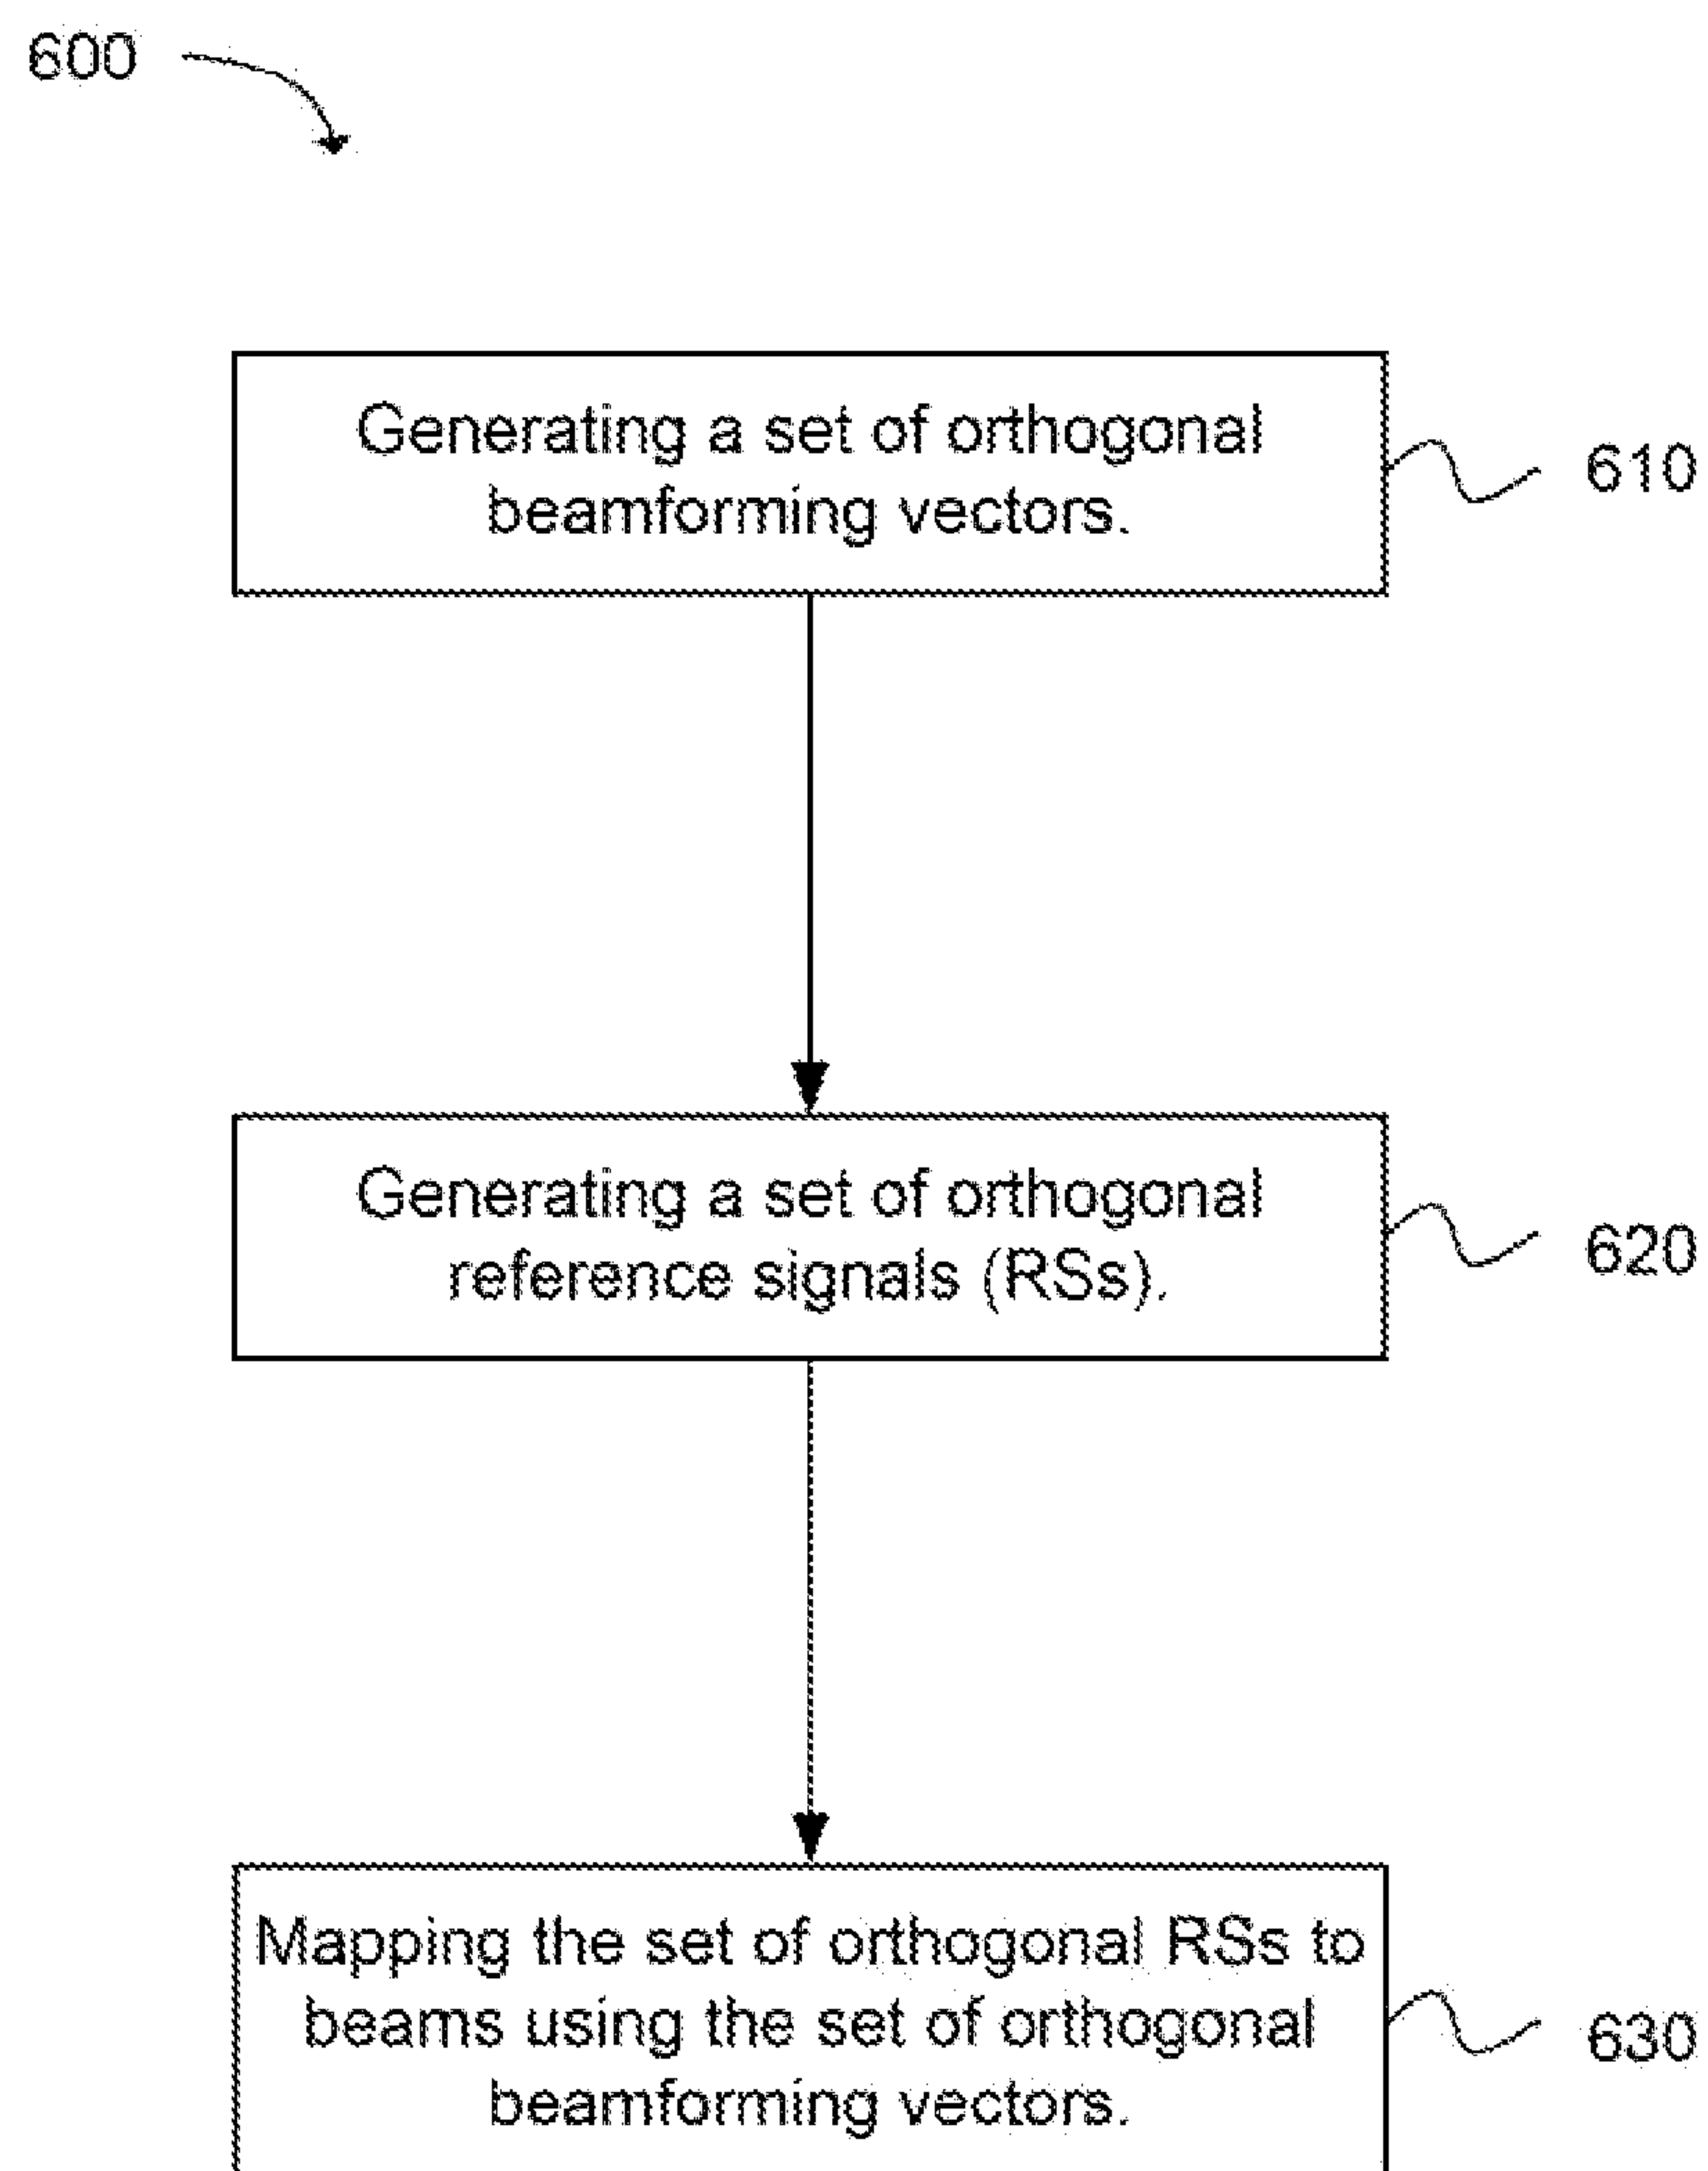 600
Generating a set of orthogonal
beamforming vectors.
610
Generating a set of orthogonal
reference signals (RSs).
620
Mapping the set of orthogonal RSs to
beams using the set of orthogonal
beamforming vectors.
630